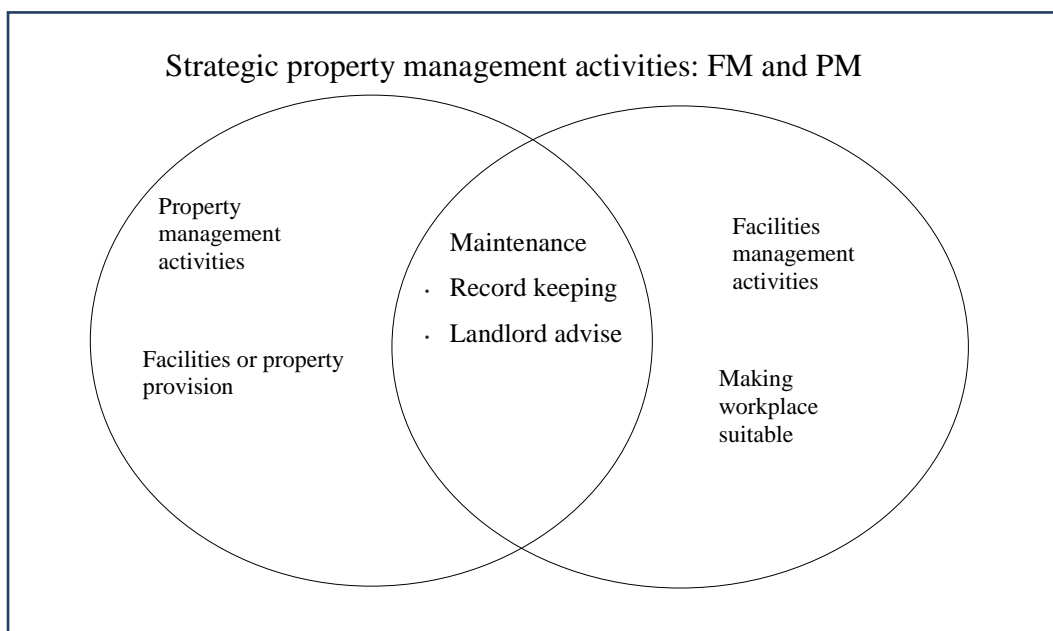 Strategic property management activities: FM and PM
Property
management
activities
Facilities or property
provision
Maintenance
· Record keeping
· Landlord advise
Facilities
management
activities
Making
workplace
suitable